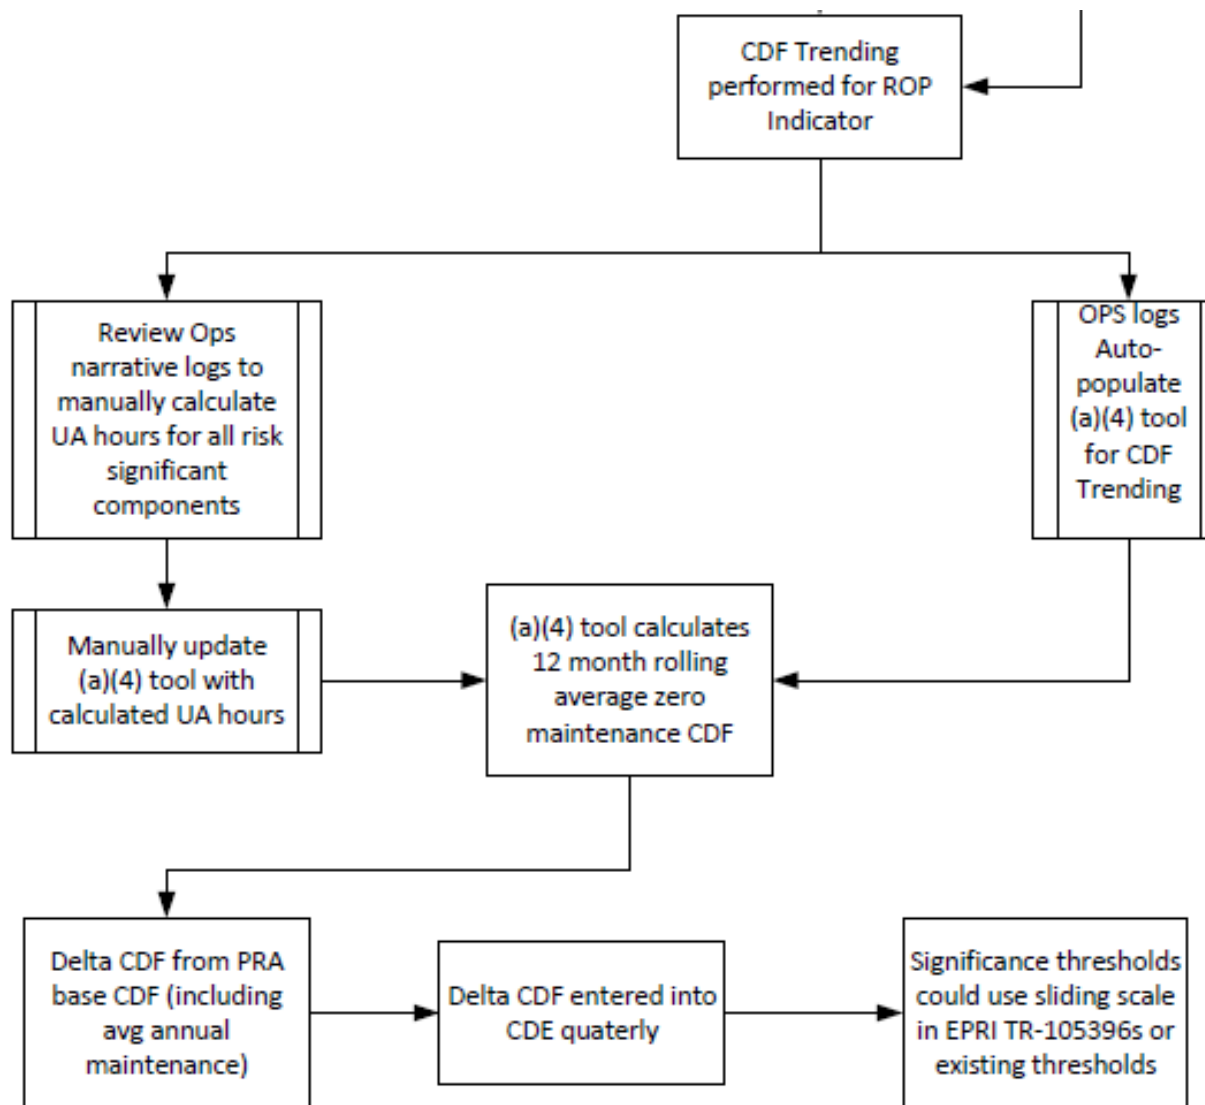 CDF Trending
performed for ROP
Indicator
Review Ops
narrative logs to
manually calculate
UA hours for all risk
significant
components
OPS logs
Auto-
populate
(a)(4) tool
for CDF
Trending
Manually update
(a)(4) tool with
calculated UA hours
(a)(4) tool calculates
12 month rolling
average zero
maintenance CDF
Delta CDF from PRA
base CDF (including
avg annual
maintenance)
Delta CDF entered into
CDE quaterly
Significance thresholds
could use sliding scale
in EPRI TR-105396s or
existing thresholds